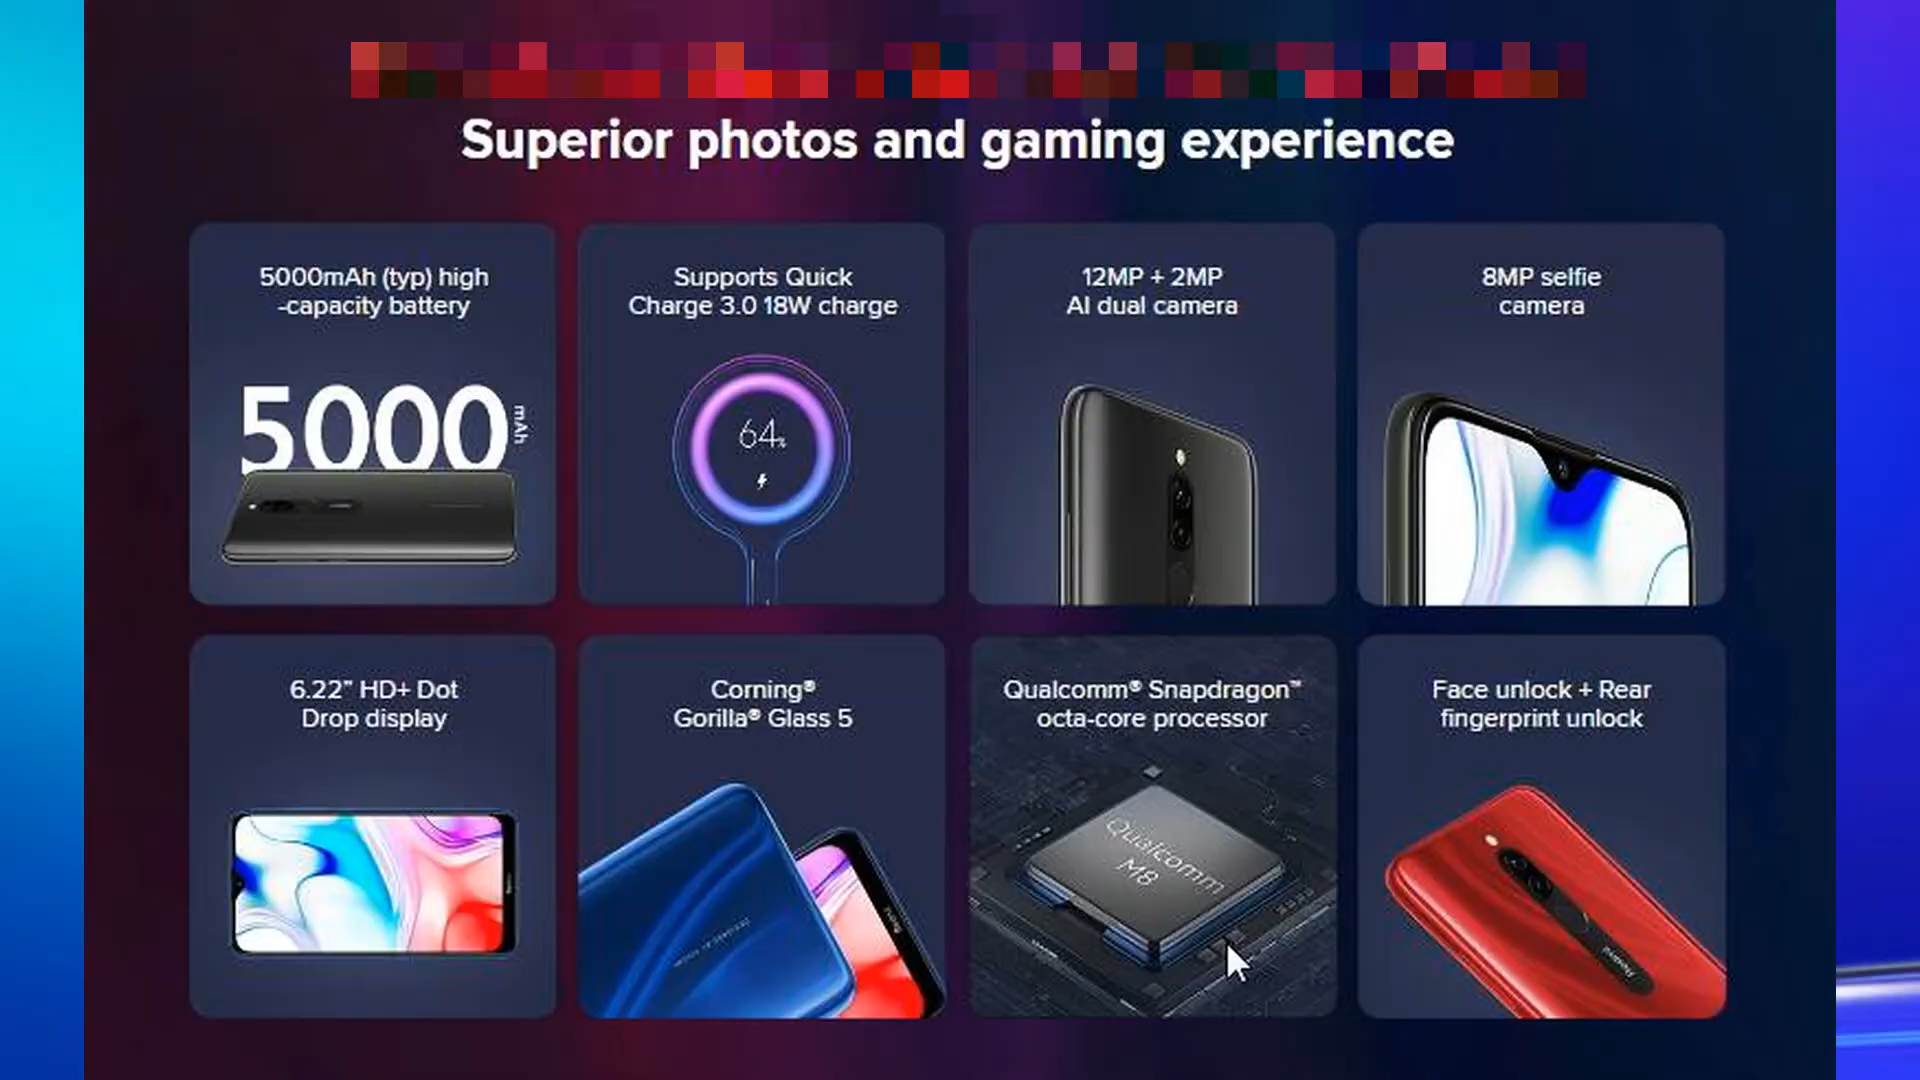 Superior photos and gaming experience
5000mAh (typ) high
-capacity battery
5000
mAh
Supports Quick
Charge 3.0 18W charge
64%
12MP + 2MP
AI dual camera
8MP selfie
camera
6.22" HD+ Dot
Drop display
Corning®
Gorilla® Glass 5
Qualcomm® Snapdragon™
octa-core processor
Qualcomm
M8
Face unlock + Rear
fingerprint unlock
Redmi